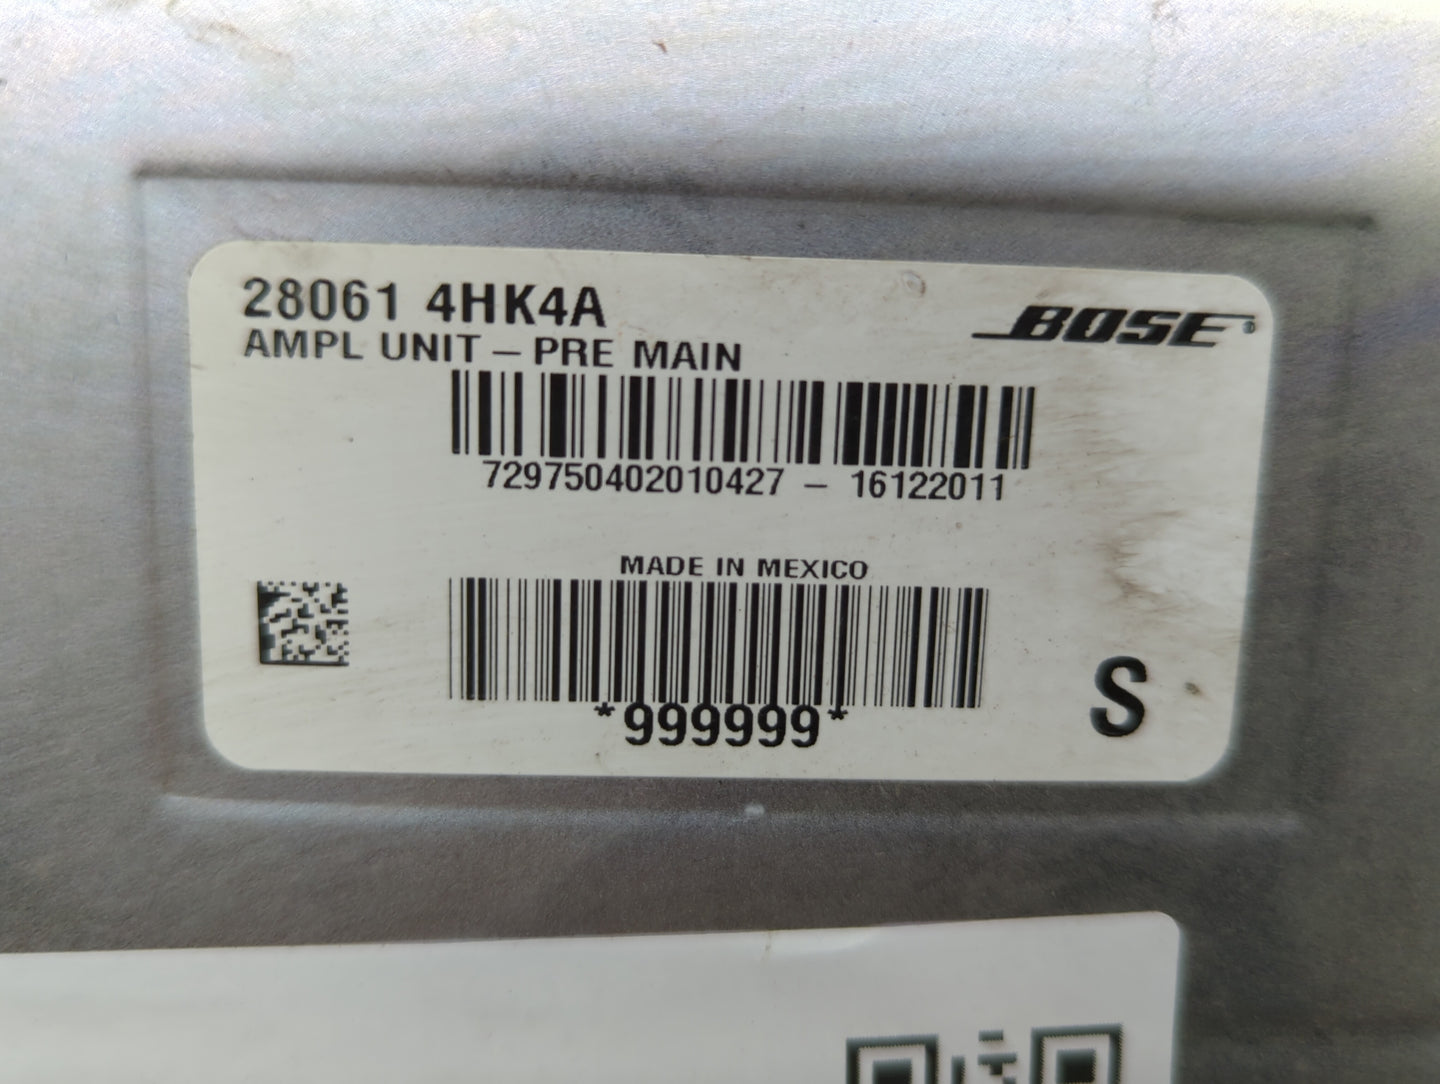 28061 4HK4A
BOSE®
AMPL UNIT – PRE MAIN
729750402010427 – 16122011
MADE IN MEXICO
*999999*
S